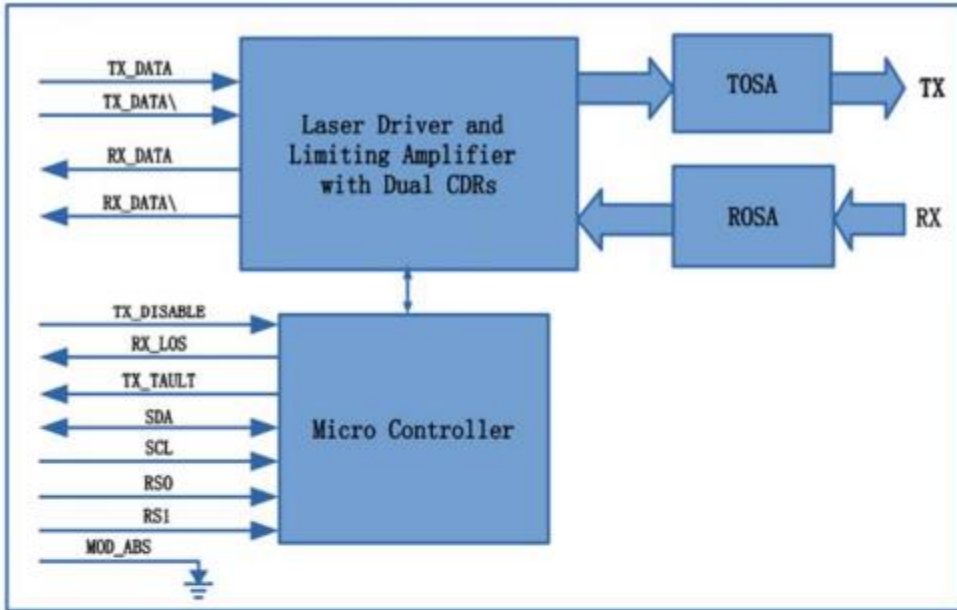 TX_DATA
TX_DATA\
RX_DATA
RX_DATA\
Laser Driver and
Limiting Amplifier
with Dual CDRs
TOSA
TX
ROSA
RX
TX_DISABLE
RX_LOS
TX_TAULT
SDA
SCL
RS0
RS1
MOD_ABS
Micro Controller